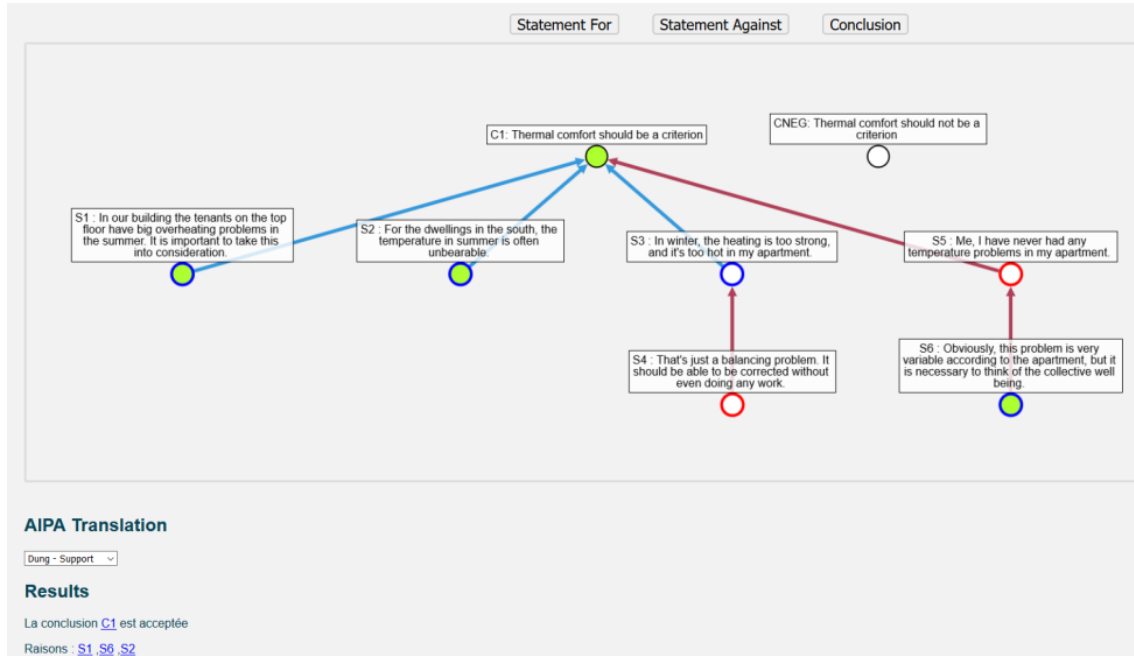 Statement For
Statement Against
Conclusion
C1: Thermal comfort should be a criterion
CNEG: Thermal comfort should not be a
criterion
S1 : In our building the tenants on the top
floor have big overheating problems in
the summer. It is important to take this
into consideration.
S2 : For the dwellings in the south, the
temperature in summer is often
unbearable.
S3 : In winter, the heating is too strong,
and it's too hot in my apartment.
S5 : Me, I have never had any
temperature problems in my apartment.
S4 : That's just a balancing problem. It
should be able to be corrected without
even doing any work.
S6 : Obviously, this problem is very
variable according to the apartment, but it
is necessary to think of the collective well
being.
AIPA Translation
Dung - Support
Results
La conclusion C1 est acceptée
Raisons : S1 ,S6 ,S2